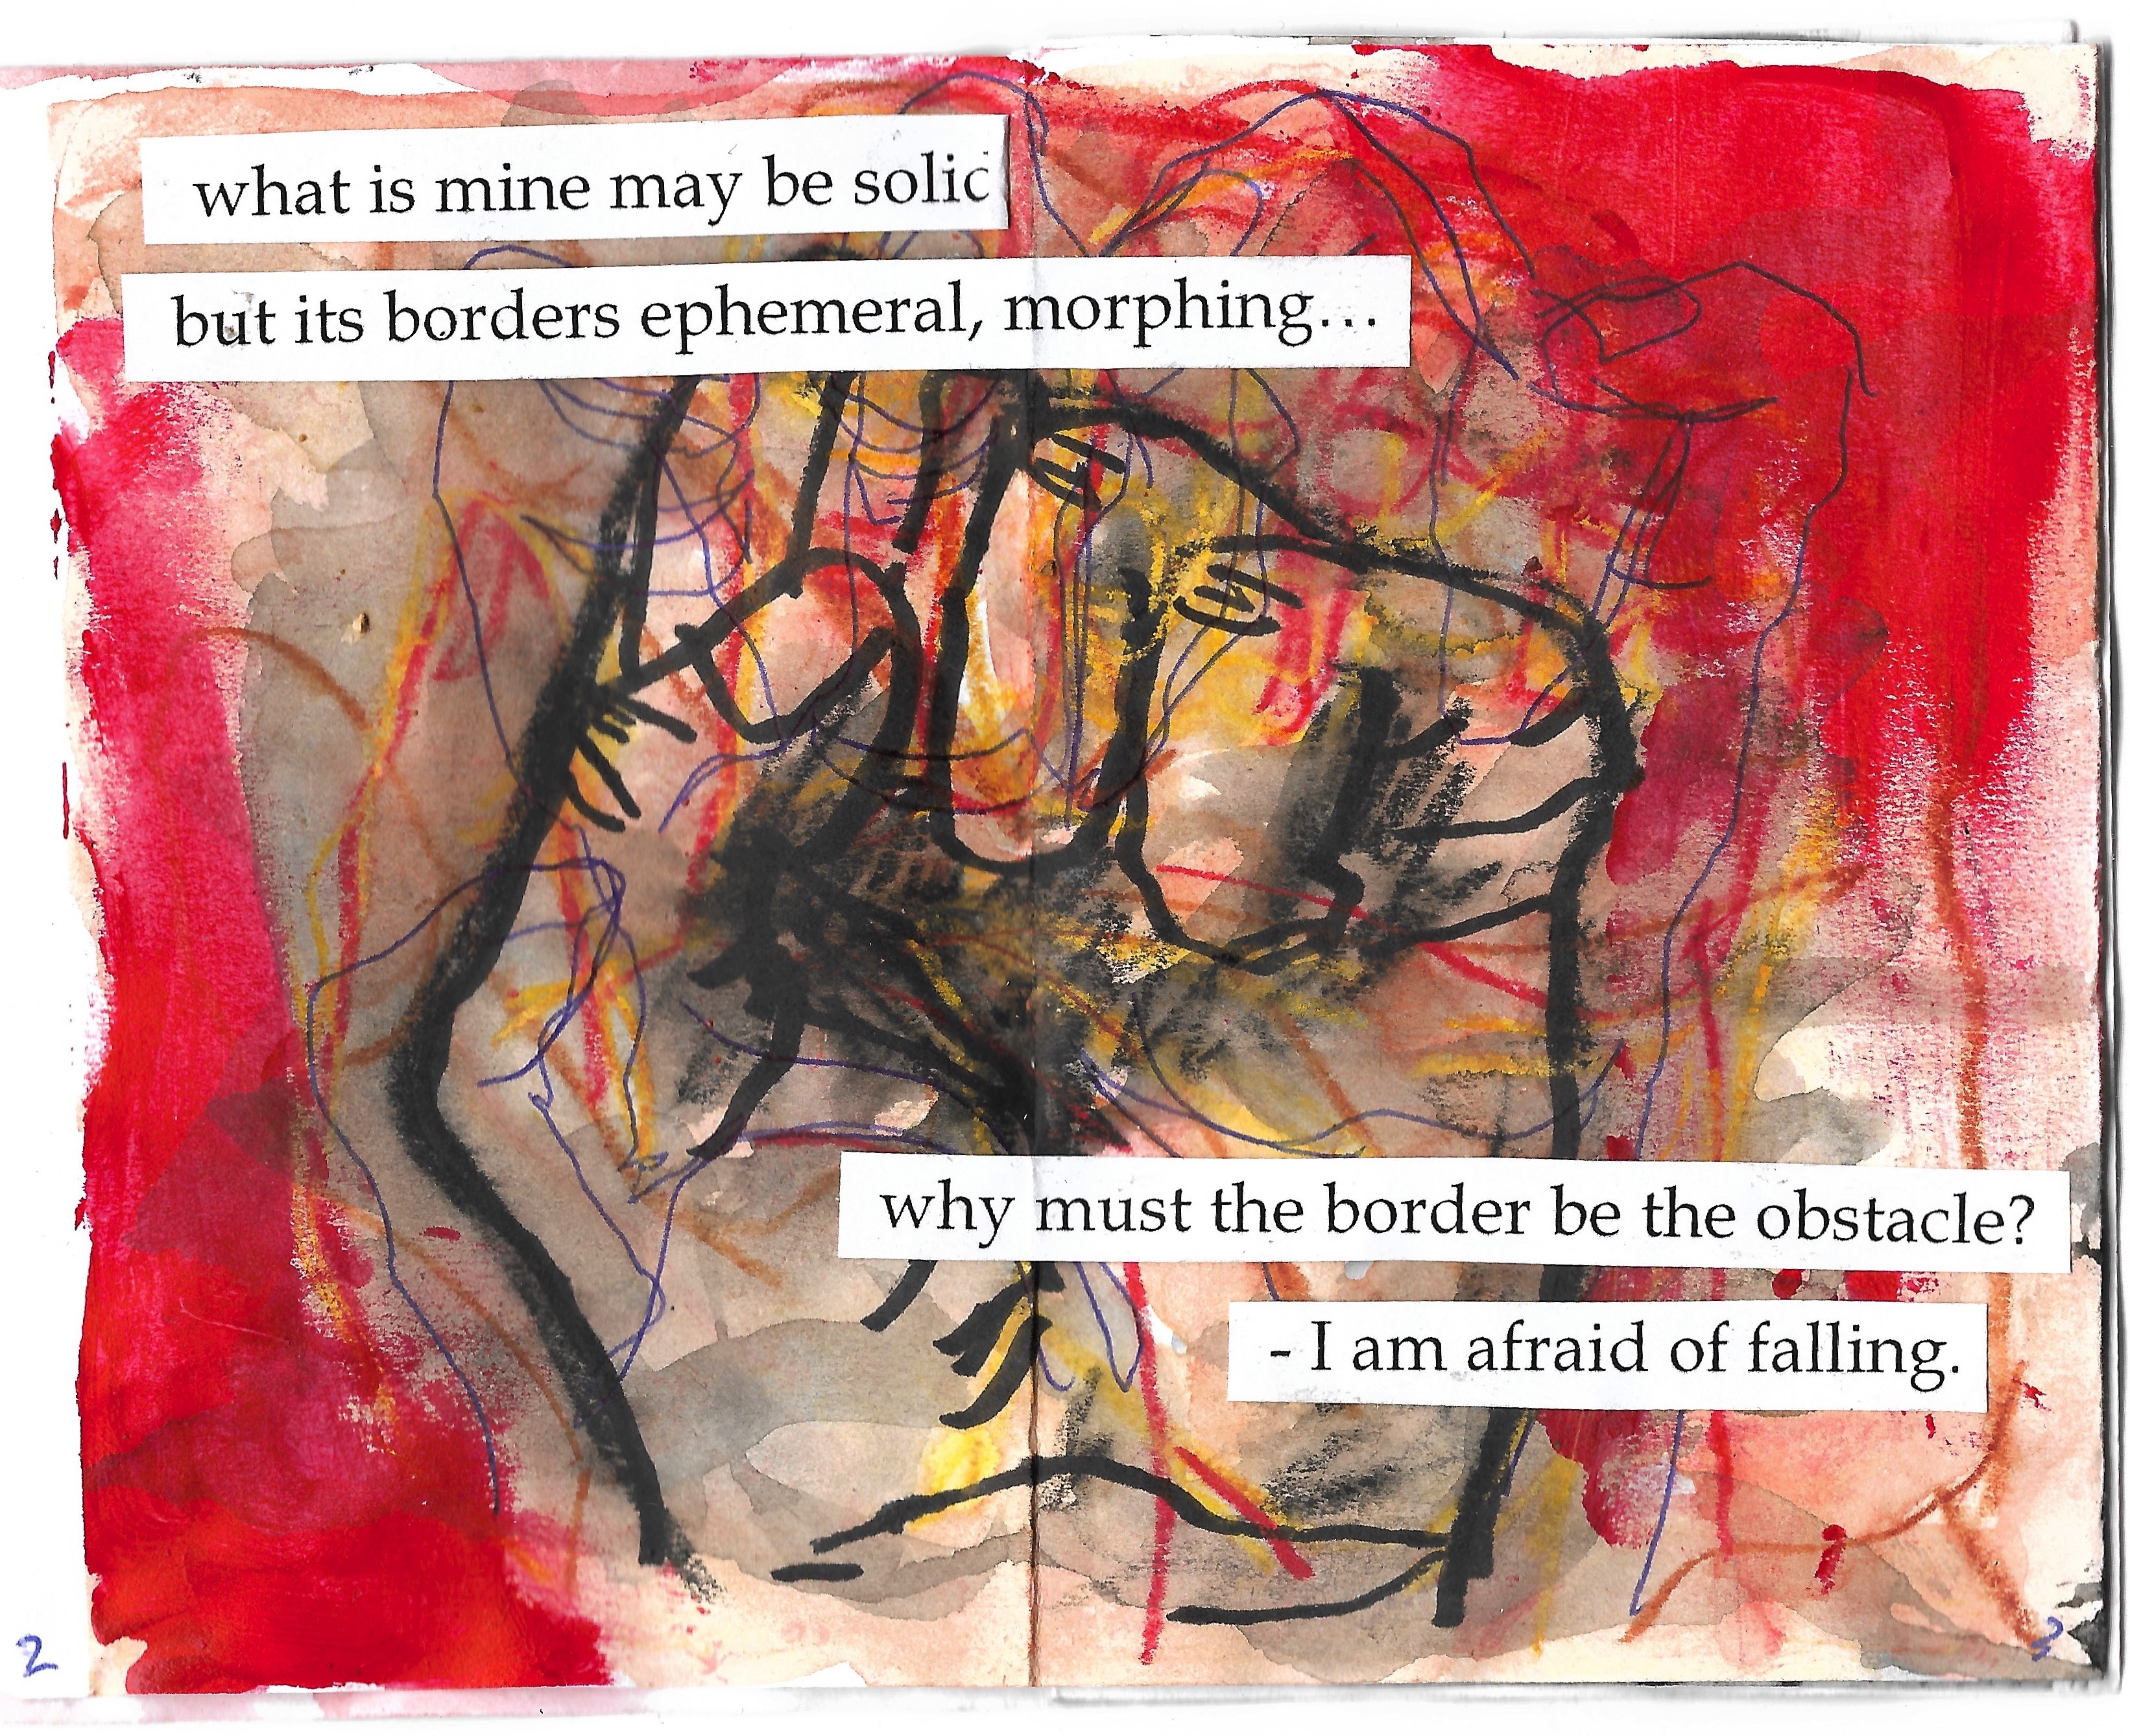 what is mine may be solid
but its borders ephemeral, morphing...
why must the border be the obstacle?
- I am afraid of falling.
2
3